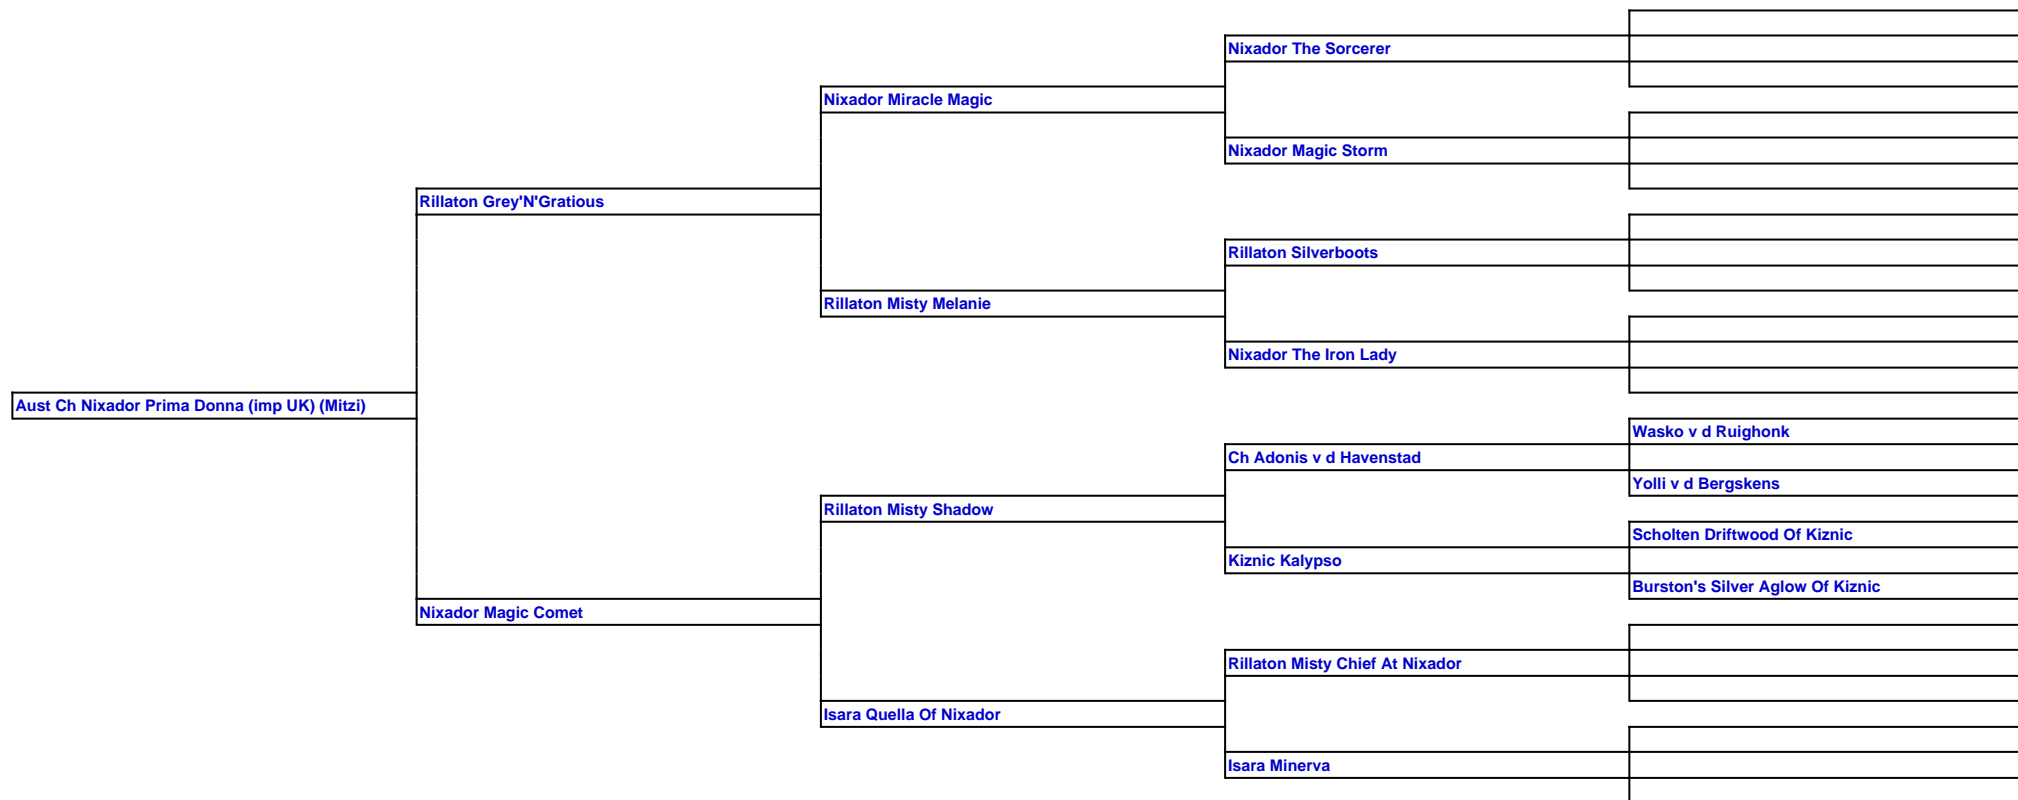 Nixador The Sorcerer
Nixador Miracle Magic
Nixador Magic Storm
Rillaton Grey'N'Gratious
Rillaton Silverboots
Rillaton Misty Melanie
Nixador The Iron Lady
Aust Ch Nixador Prima Donna (imp UK) (Mitzi)
Wasko v d Ruighonk
Ch Adonis v d Havenstad
Yolli v d Bergskens
Rillaton Misty Shadow
Scholten Driftwood Of Kiznic
Kiznic Kalypso
Burston's Silver Aglow Of Kiznic
Nixador Magic Comet
Rillaton Misty Chief At Nixador
Isara Quella Of Nixador
Isara Minerva